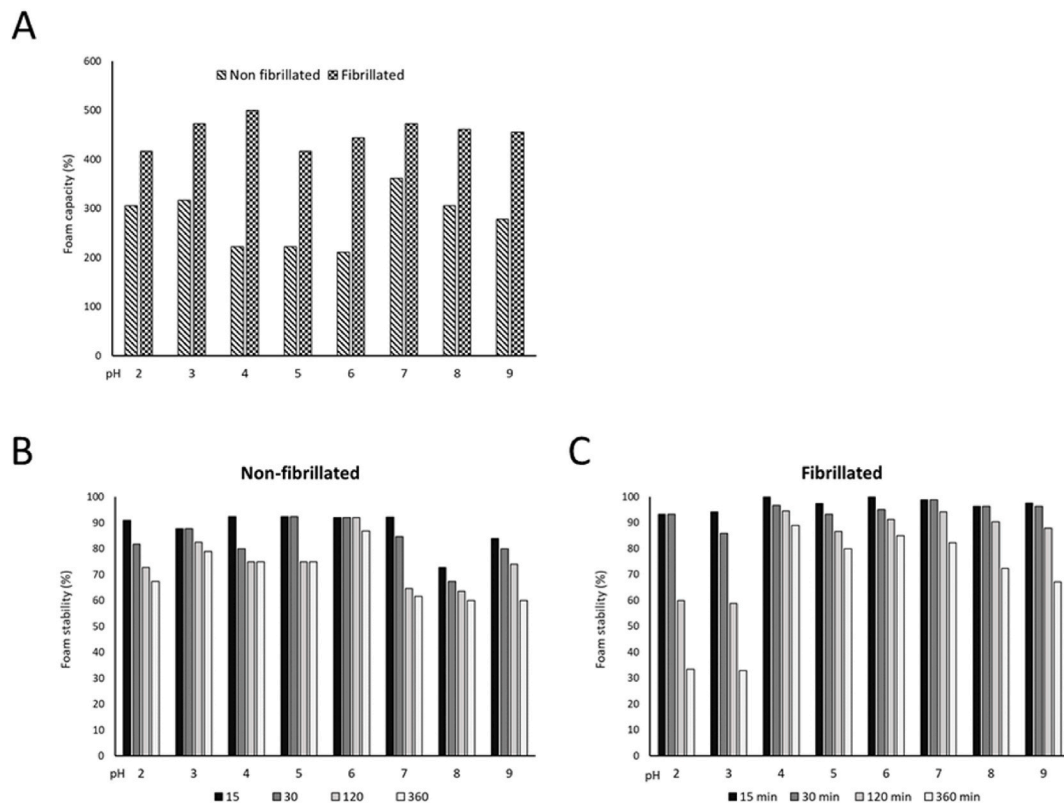 A
600
Non fibrillated Fibrillated
500
400
300
200
100
0
Foam capacity (%)
pH 2 3 4 5 6 7 8 9
B
Non-fibrillated
100
90
80
70
60
50
40
30
20
10
0
Foam stability (%)
pH 2 3 4 5 6 7 8 9
15 30 120 360
C
Fibrillated
100
90
80
70
60
50
40
30
20
10
0
Foam stability (%)
pH 2 3 4 5 6 7 8 9
15 min 30 min 120 min 360 min